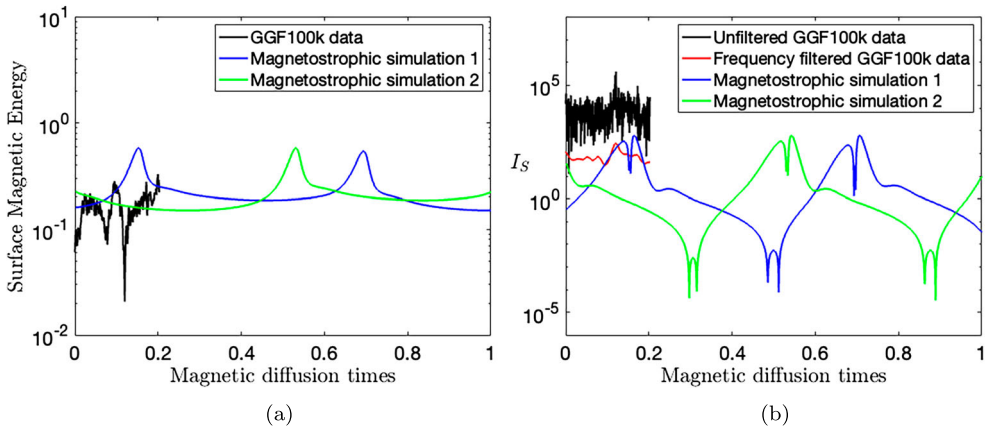 10^1
10^0
10^-1
10^-2
Surface Magnetic Energy
GGF100k data
Magnetostrophic simulation 1
Magnetostrophic simulation 2
0 0.2 0.4 0.6 0.8 1
Magnetic diffusion times
(a)
10^5
10^0
10^-5
I_S
Unfiltered GGF100k data
Frequency filtered GGF100k data
Magnetostrophic simulation 1
Magnetostrophic simulation 2
0 0.2 0.4 0.6 0.8 1
Magnetic diffusion times
(b)